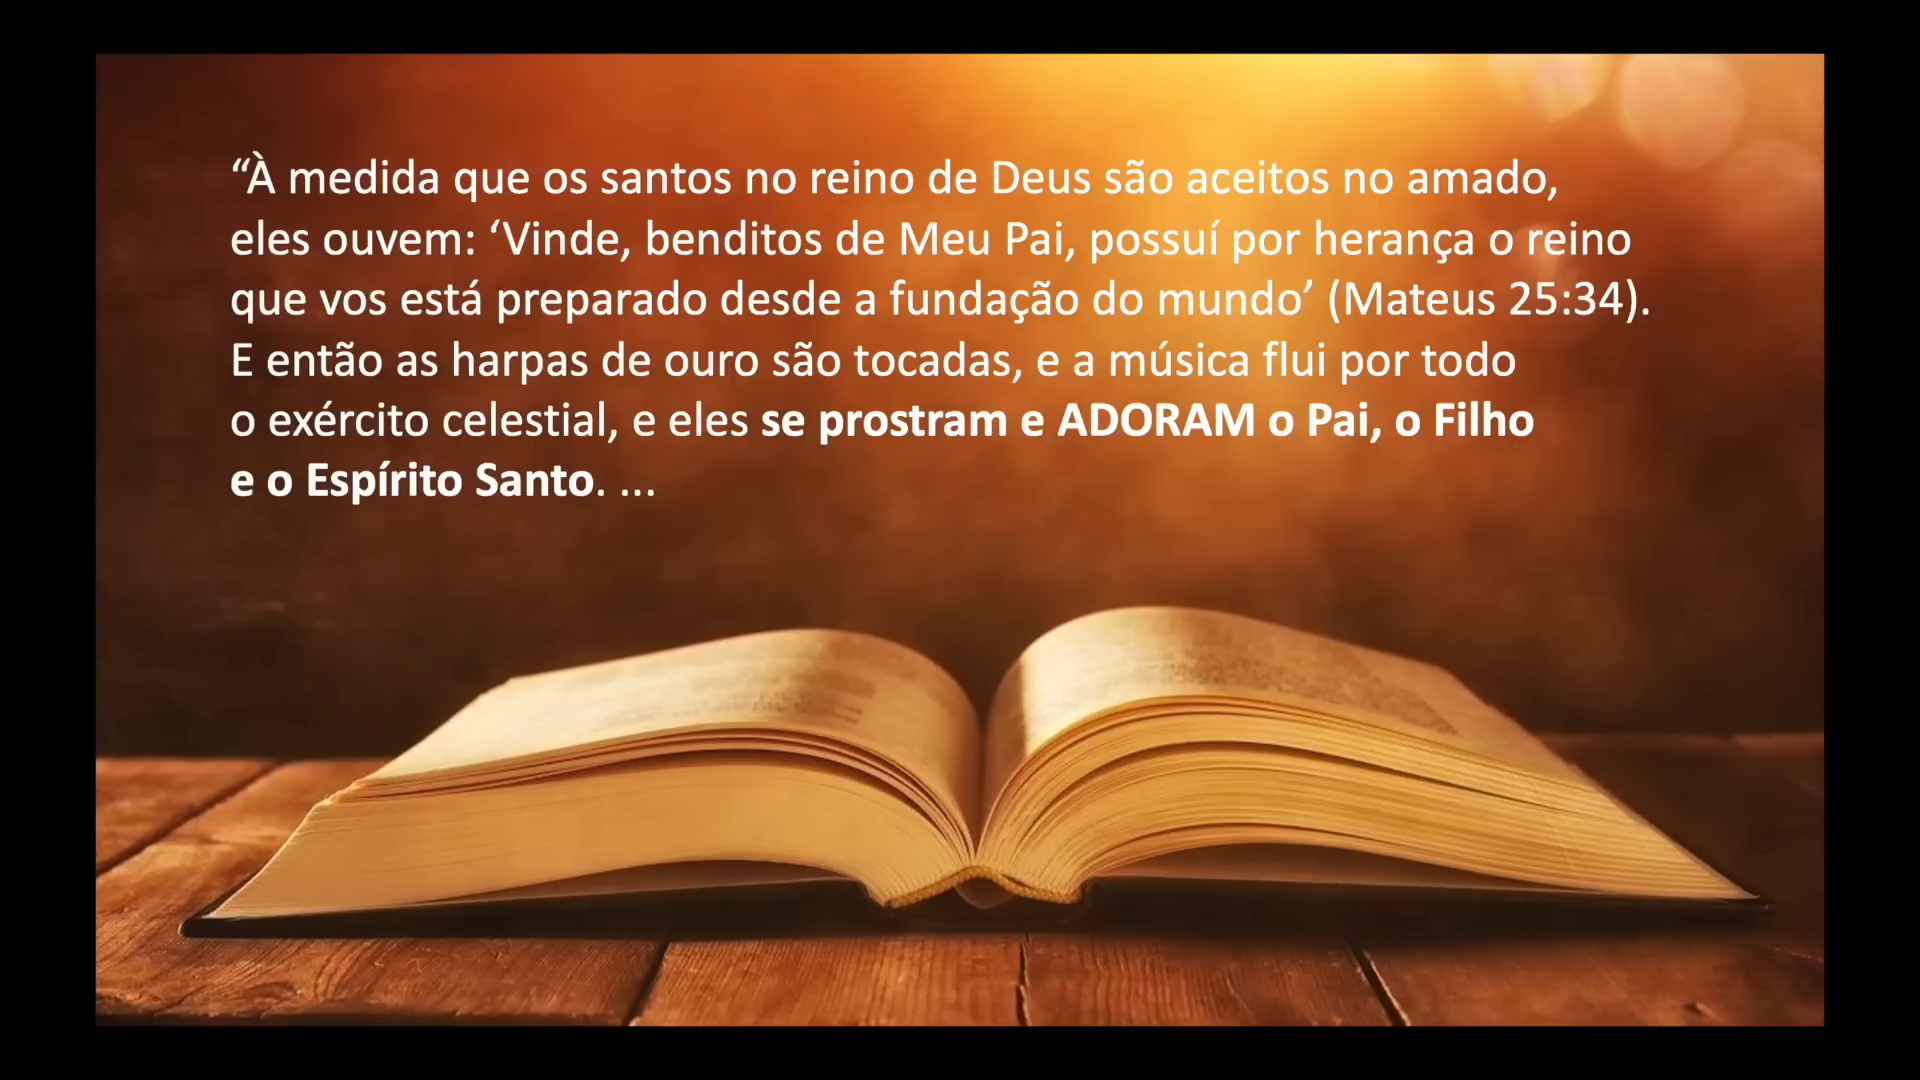 “À medida que os santos no reino de Deus são aceitos no amado,
eles ouvem: ‘Vinde, benditos de Meu Pai, possuí por herança o reino
que vos está preparado desde a fundação do mundo’ (Mateus 25:34).
E então as harpas de ouro são tocadas, e a música flui por todo
o exército celestial, e eles se prostram e ADORAM o Pai, o Filho
e o Espírito Santo. ...